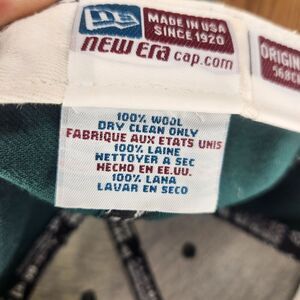 MADE IN USA
SINCE 1920
new era cap.com
ORIGIN
100% WOOL
DRY CLEAN ONLY
FABRIQUE AUX ETATS UNIS
100% LAINE
NETTOYER A SEC
HECHO EN EE.UU.
100% LANA
LAVAR EN SECO